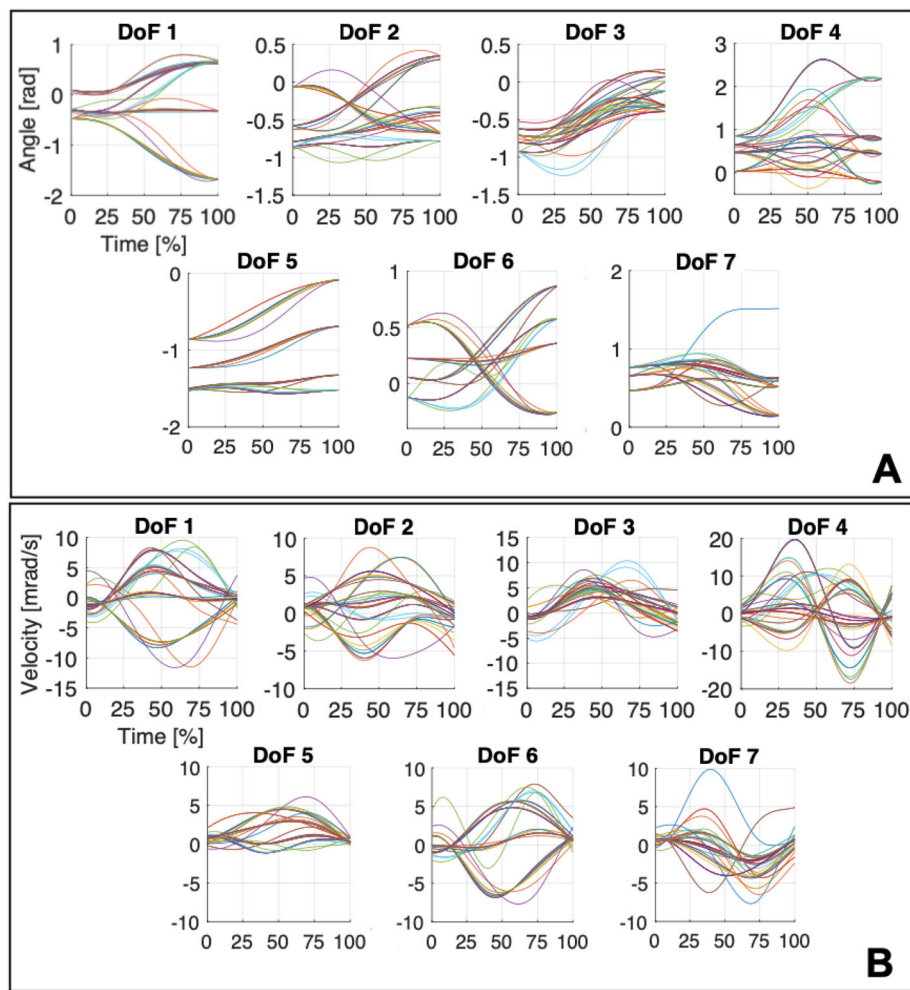 DoF 1 DoF 2 DoF 3 DoF 4
Angle [rad]
1 0 -1 -2
0.5 0 -0.5 -1 -1.5
0.5 0 -0.5 -1 -1.5
3 2 1 0
0 25 50 75 100 0 25 50 75 100 0 25 50 75 100 0 25 50 75 100
Time [%]
DoF 5 DoF 6 DoF 7
0 -1 -2
1 0.5 0
2 1 0
0 25 50 75 100 0 25 50 75 100 0 25 50 75 100
A
DoF 1 DoF 2 DoF 3 DoF 4
Velocity [mrad/s]
10 5 0 -5 -10 -15
10 5 0 -5 -10
15 10 5 0 -5 -10 -15
20 10 0 -10 -20
0 25 50 75 100 0 25 50 75 100 0 25 50 75 100 0 25 50 75 100
Time [%]
DoF 5 DoF 6 DoF 7
10 5 0 -5 -10
10 5 0 -5 -10
10 5 0 -5 -10
0 25 50 75 100 0 25 50 75 100 0 25 50 75 100
B